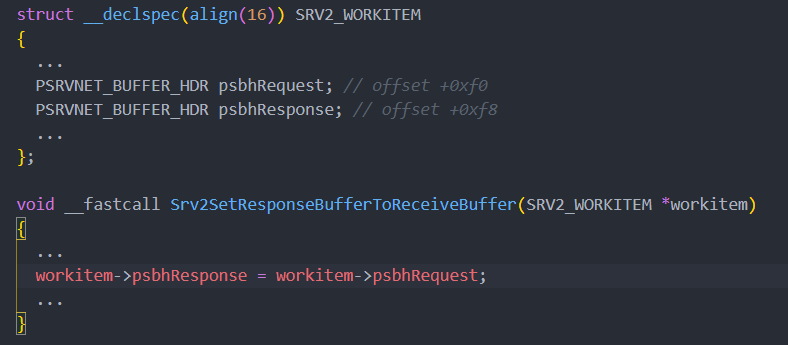 struct __declspec(align(16)) SRV2_WORKITEM
{
  ...
  PSRVNET_BUFFER_HDR psbhRequest; // offset +0xf0
  PSRVNET_BUFFER_HDR psbhResponse; // offset +0xf8
  ...
};

void __fastcall Srv2SetResponseBufferToReceiveBuffer(SRV2_WORKITEM *workitem)
{
  ...
  workitem->psbhResponse = workitem->psbhRequest;
  ...
}